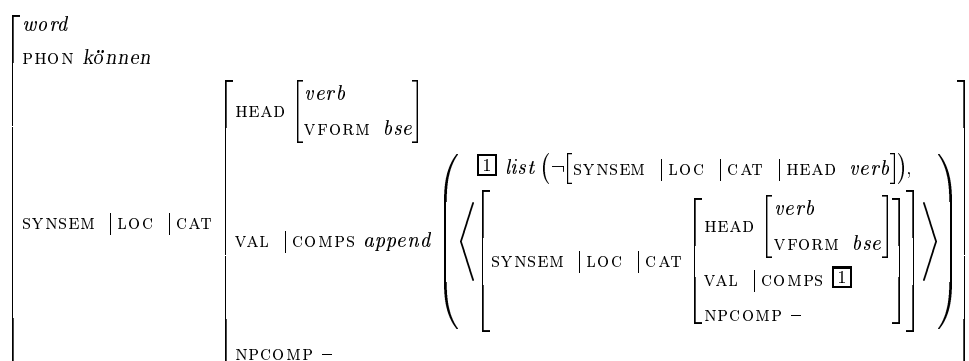 word
PHON können
HEAD [verb
VFORM bse]
SYNSEM |LOC |CAT
VAL |COMPS append
1 list (¬[SYNSEM |LOC |CAT |HEAD verb]),
SYNSEM |LOC |CAT
HEAD [verb
VFORM bse]
VAL |COMPS 1
NPCOMP −
NPCOMP −